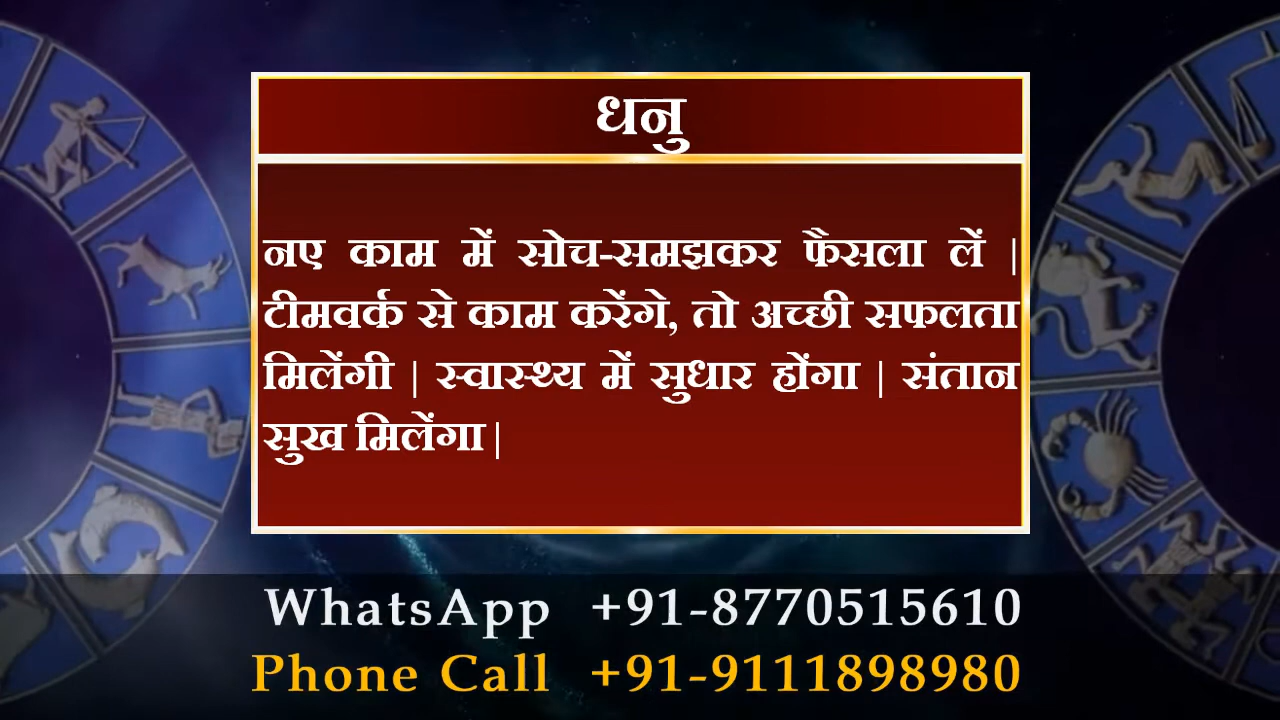 धनु
नए काम में सोच-समझकर फैसला लें |
टीमवर्क से काम करेंगे, तो अच्छी सफलता
मिलेंगी | स्वास्थ्य में सुधार होंगा | संतान
सुख मिलेंगा |
WhatsApp +91-8770515610
Phone Call +91-9111898980